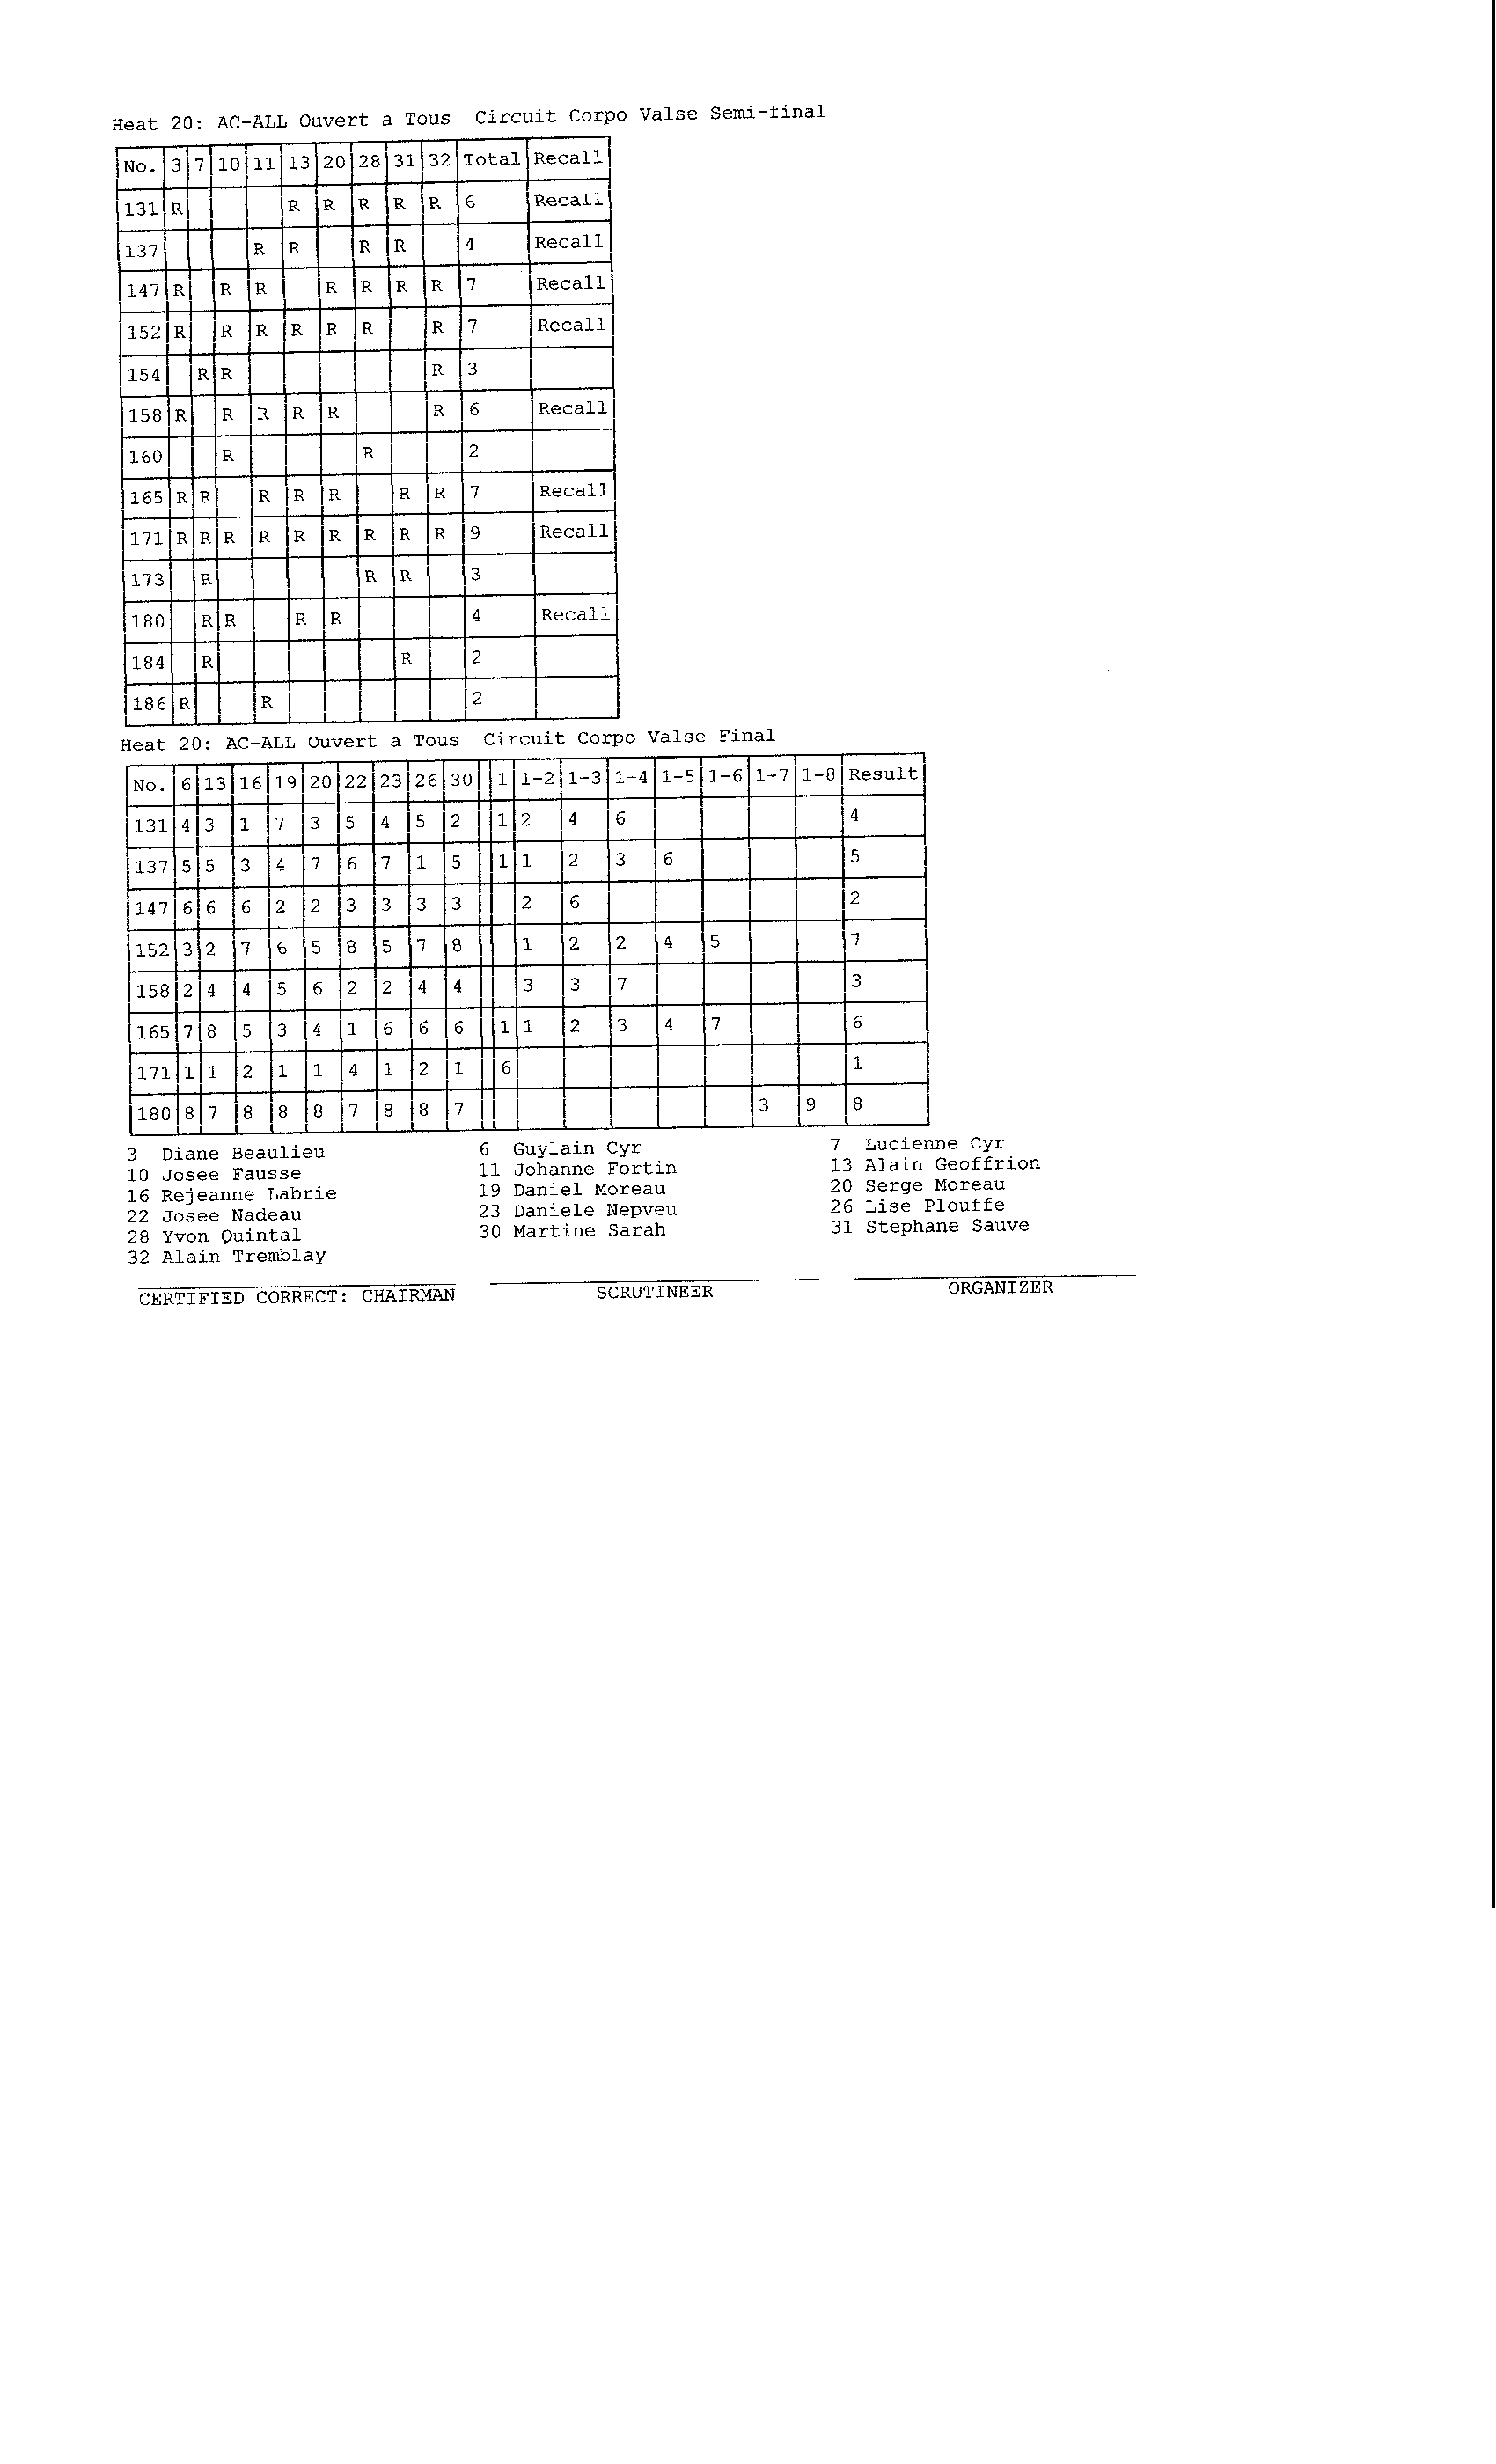 Heat 20: AC-ALL Ouvert a Tous Circuit Corpo Valse Semi-final
No. 3 7 10 11 13 20 28 31 32 Total Recall
131 R R R R R R 6 Recall
137 R R R R 4 Recall
147 R R R R R R R 7 Recall
152 R R R R R R R 7 Recall
154 R R R 3
158 R R R R R R 6 Recall
160 R R 2
165 R R R R R R R 7 Recall
171 R R R R R R R R R 9 Recall
173 R R R 3
180 R R R R 4 Recall
184 R R 2
186 R R 2
Heat 20: AC-ALL Ouvert a Tous Circuit Corpo Valse Final
No. 6 13 16 19 20 22 23 26 30 1 1-2 1-3 1-4 1-5 1-6 1-7 1-8 Result
131 4 3 1 7 3 5 4 5 2 1 2 4 6 4
137 5 5 3 4 7 6 7 1 5 1 1 2 3 6 5
147 6 6 6 2 2 3 3 3 3 2 6 2
152 3 2 7 6 5 8 5 7 8 1 2 2 4 5 7
158 2 4 4 5 6 2 2 4 4 3 3 7 3
165 7 8 5 3 4 1 6 6 6 1 1 2 3 4 7 6
171 1 1 2 1 1 4 1 2 1 6 1
180 8 7 8 8 8 7 8 8 7 3 9 8
3 Diane Beaulieu 6 Guylain Cyr 7 Lucienne Cyr
10 Josee Fausse 11 Johanne Fortin 13 Alain Geoffrion
16 Rejeanne Labrie 19 Daniel Moreau 20 Serge Moreau
22 Josee Nadeau 23 Daniele Nepveu 26 Lise Plouffe
28 Yvon Quintal 30 Martine Sarah 31 Stephane Sauve
32 Alain Tremblay
CERTIFIED CORRECT: CHAIRMAN SCRUTINEER ORGANIZER